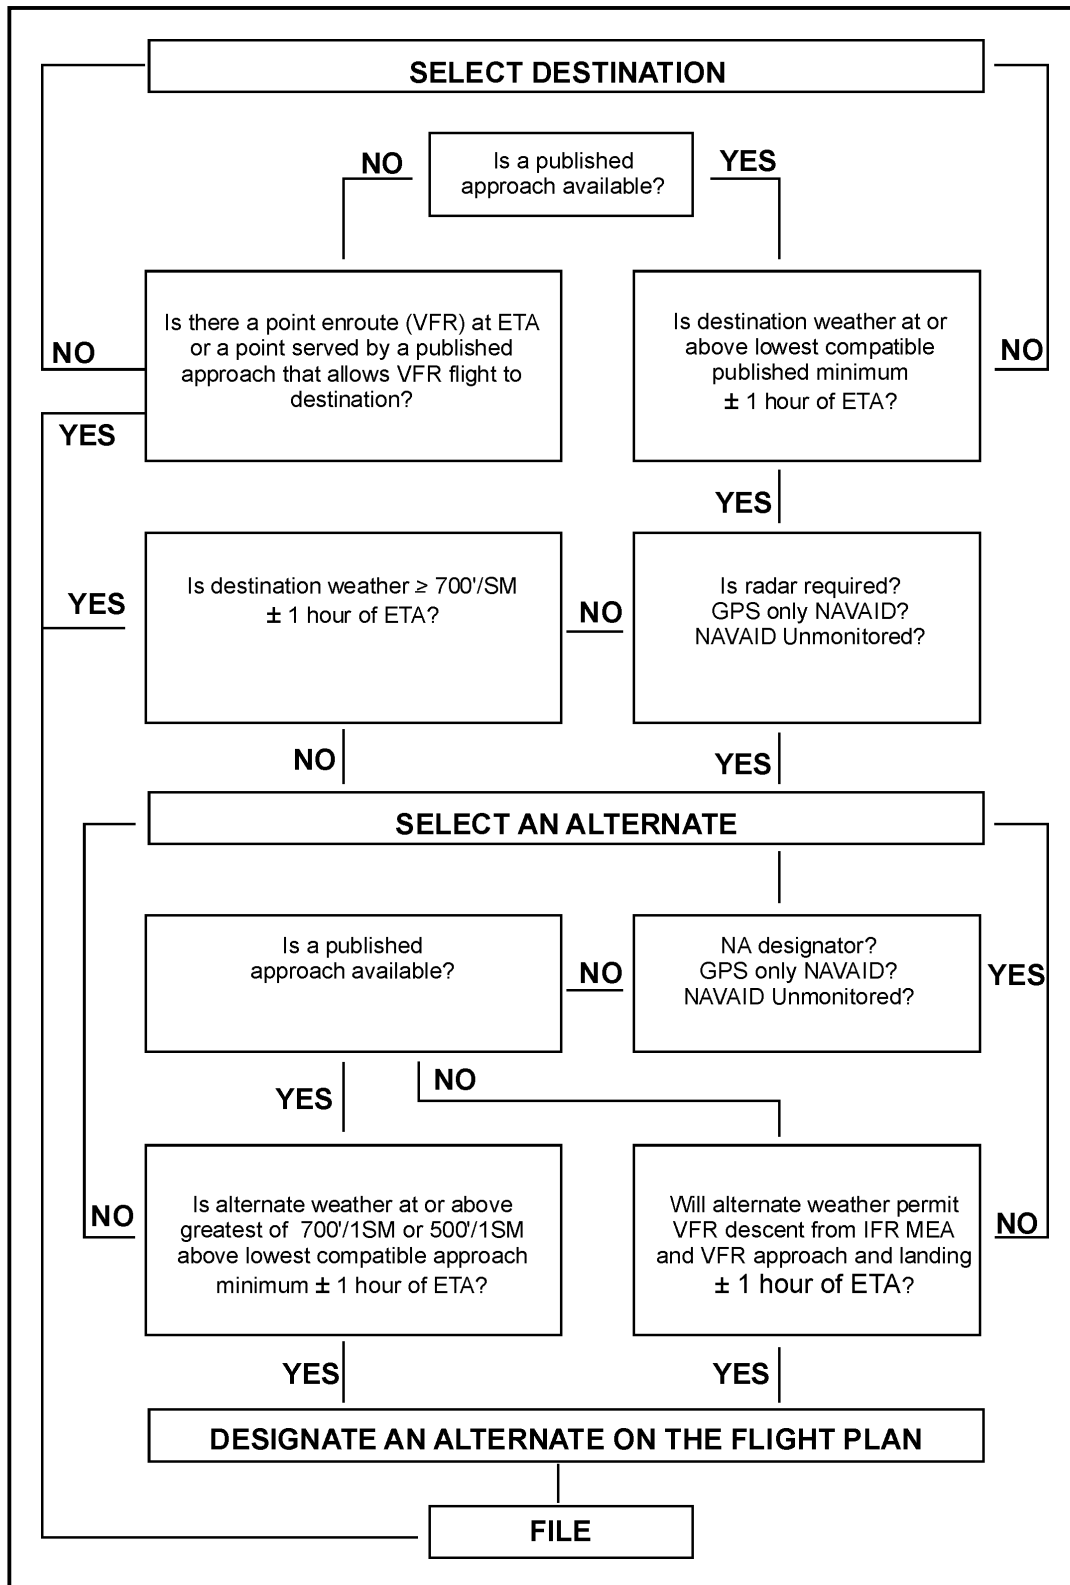 SELECT DESTINATION
NO
Is a published
approach available?
YES
Is there a point enroute (VFR) at ETA
or a point served by a published
approach that allows VFR flight to
destination?
NO
YES
Is destination weather at or
above lowest compatible
published minimum
± 1 hour of ETA?
NO
YES
Is destination weather ≥ 700'/SM
± 1 hour of ETA?
YES
NO
Is radar required?
GPS only NAVAID?
NAVAID Unmonitored?
NO
YES
SELECT AN ALTERNATE
Is a published
approach available?
NO
NA designator?
GPS only NAVAID?
NAVAID Unmonitored?
YES
YES
NO
Is alternate weather at or above
greatest of 700'/1SM or 500'/1SM
above lowest compatible approach
minimum ± 1 hour of ETA?
NO
Will alternate weather permit
VFR descent from IFR MEA
and VFR approach and landing
± 1 hour of ETA?
NO
YES
YES
DESIGNATE AN ALTERNATE ON THE FLIGHT PLAN
FILE